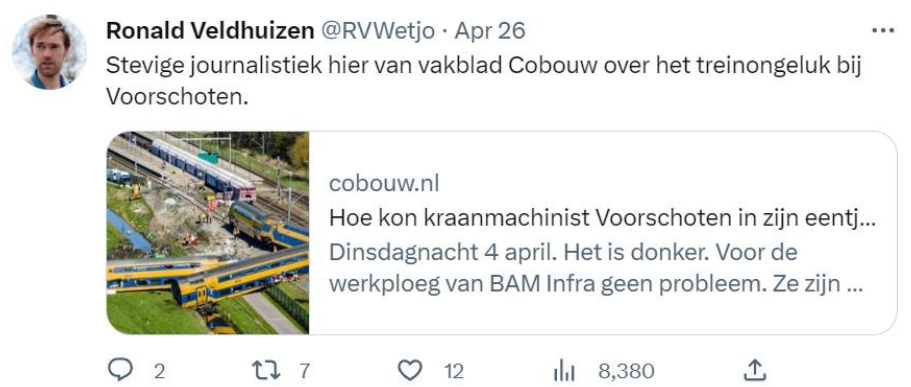 Ronald Veldhuizen @RVWetjo · Apr 26
Stevige journalistiek hier van vakblad Cobouw over het treinongeluk bij
Voorschoten.
cobouw.nl
Hoe kon kraanmachinist Voorschoten in zijn eentj...
Dinsdagnacht 4 april. Het is donker. Voor de
werkploeg van BAM Infra geen probleem. Ze zijn ...
2 7 12 8,380